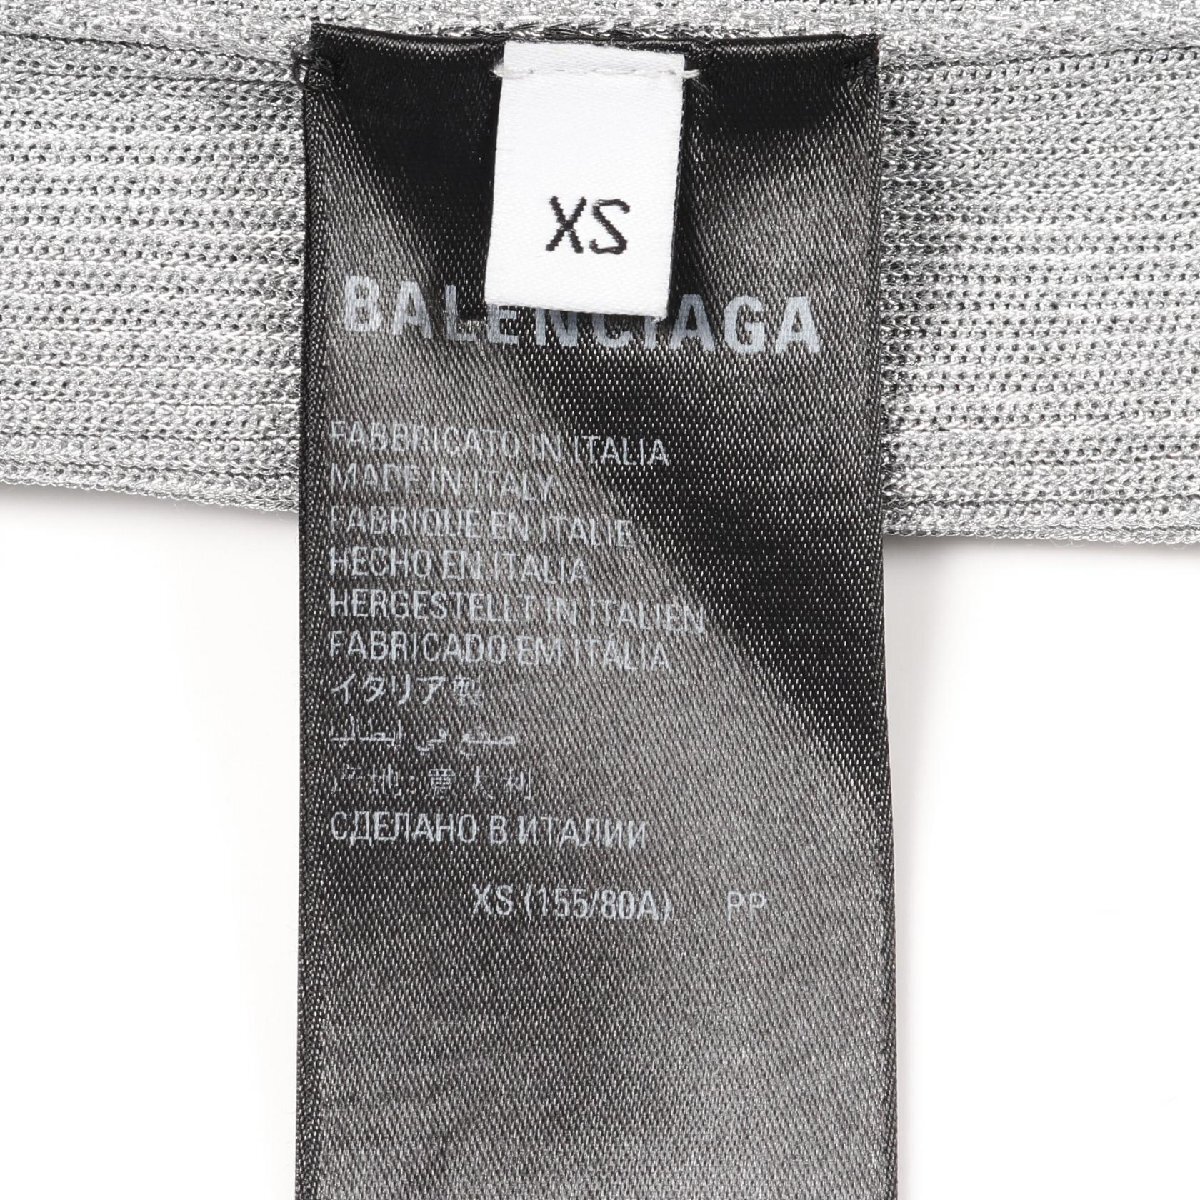 XS
BALENCIAGA
FABBRICATO IN ITALIA
MADE IN ITALY
FABRIQUÉ EN ITALIE
HECHO EN ITALIA
HERGESTELLT IN ITALIEN
FABRICADO EM ITALIA
イタリア製
صنع في إيطاليا
产地:意大利
СДЕЛАНО В ИТАЛИИ
XS (155/80A) PP